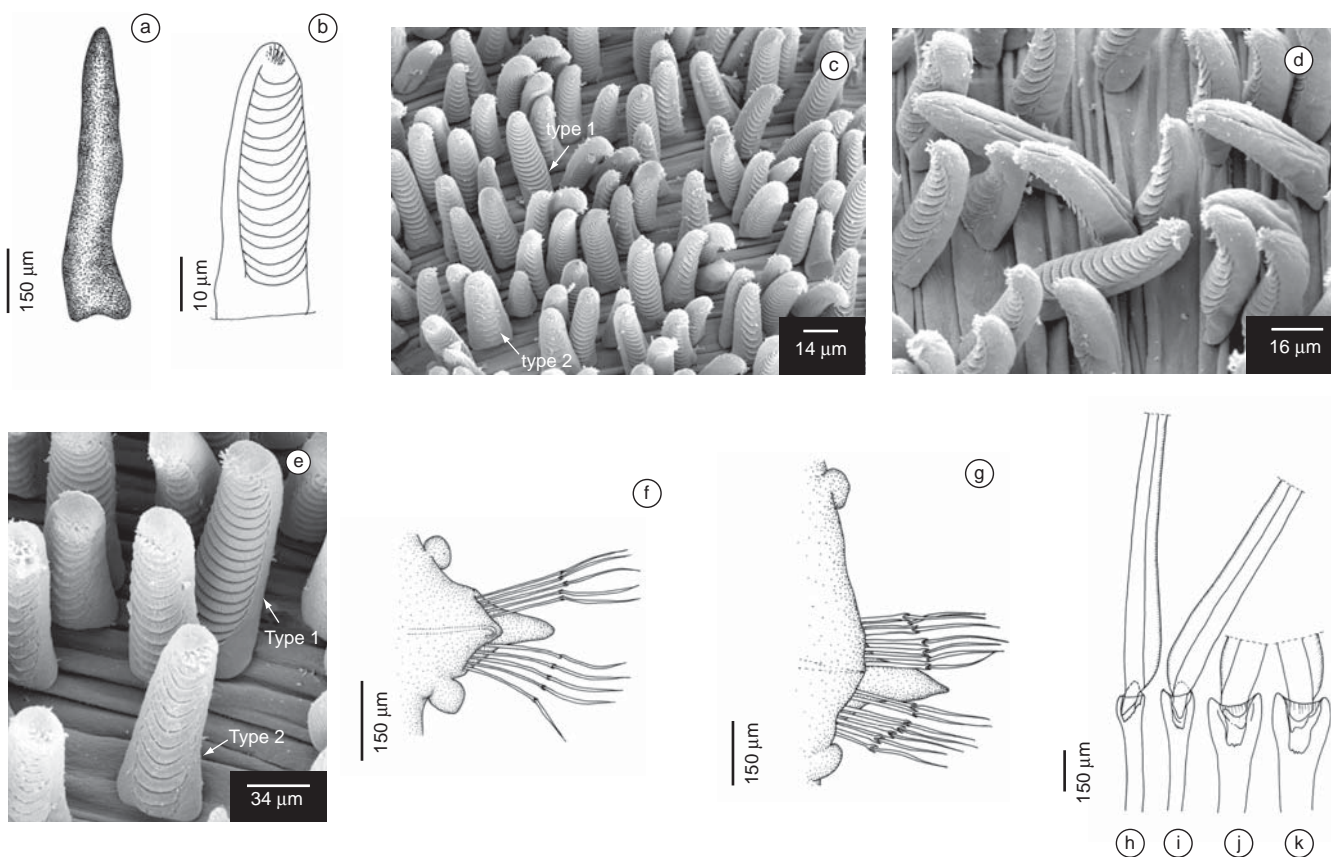 a
150 μm
b
10 μm
c
type 1
type 2
14 μm
d
16 μm
e
Type 1
Type 2
34 μm
f
150 μm
g
150 μm
150 μm
h
i
j
k